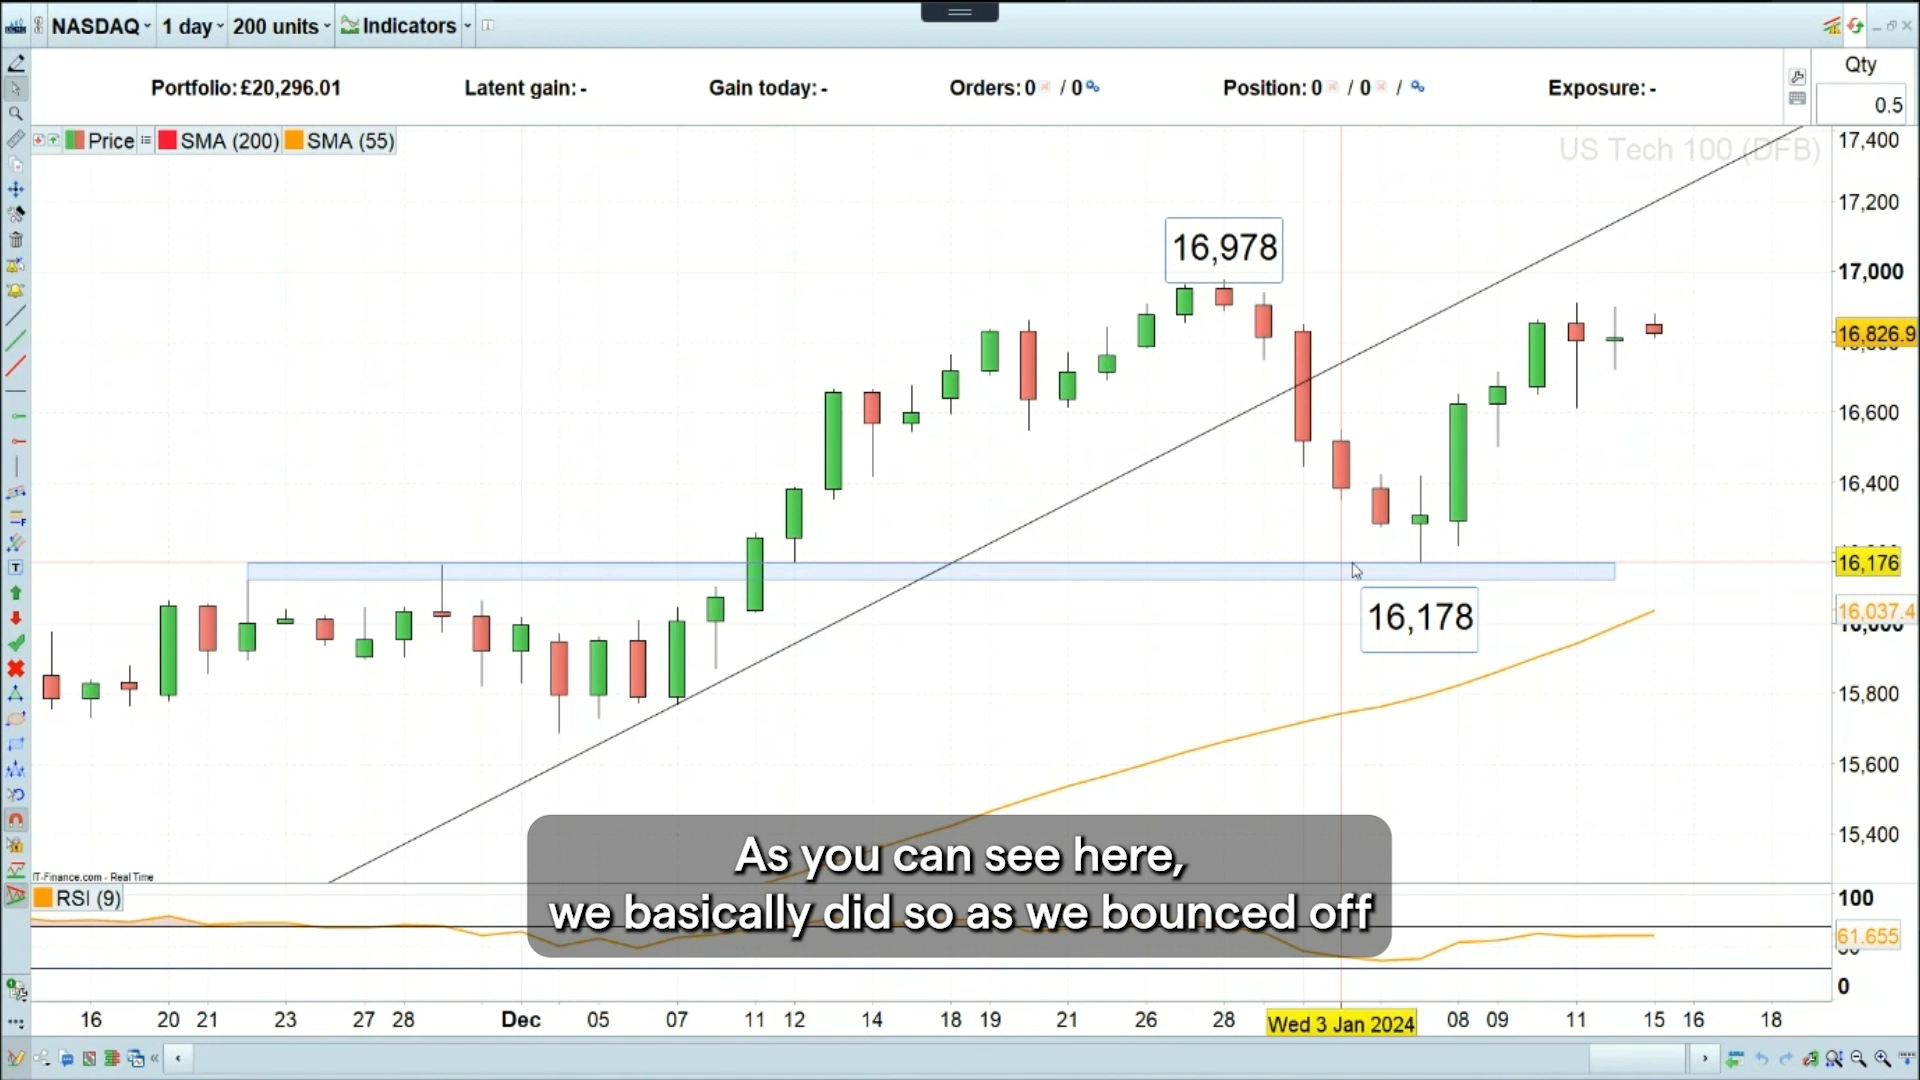 NASDAQ 1 day 200 units Indicators
Portfolio: £20,296.01 Latent gain: - Gain today: - Orders: 0 / 0 Position: 0 / 0 / Exposure: -
Qty
0.5
Price SMA (200) SMA (55)
US Tech 100 (DFB)
17,400
17,200
16,978
17,000
16,826.9
16,600
16,400
16,176
16,178
16,037.4
15,800
15,600
15,400
As you can see here,
we basically did so as we bounced off
IT-Finance.com - Real Time
RSI (9)
100
61.655
0
16 20 21 23 27 28 Dec 05 07 11 12 14 18 19 21 26 28 Wed 3 Jan 2024 08 09 11 15 16 18